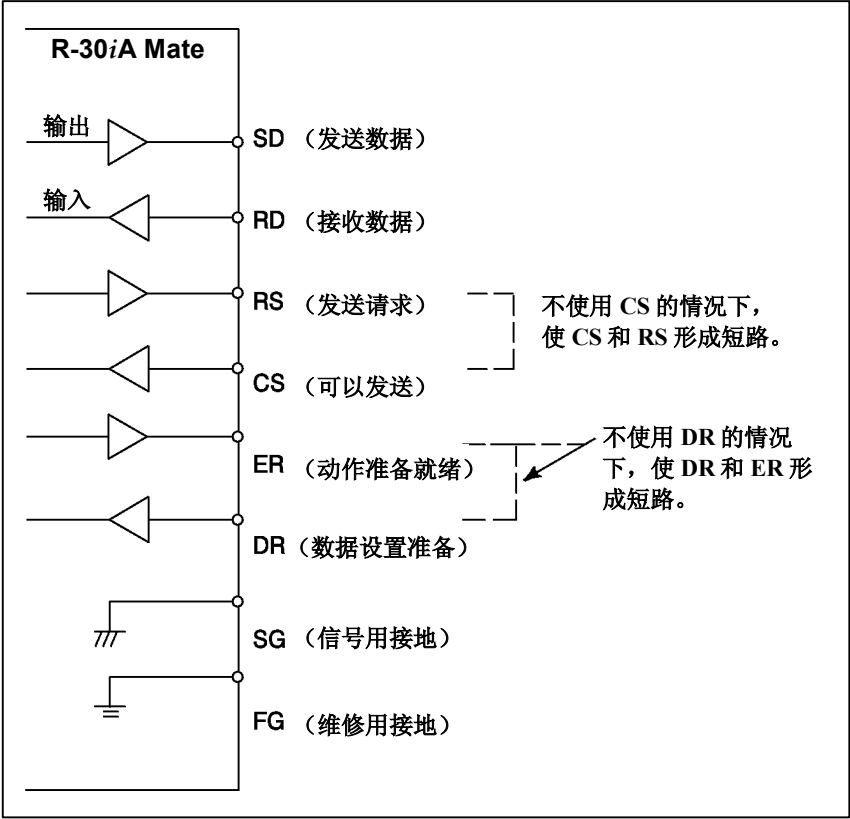 R-30iA Mate
输出
SD （发送数据）
输入
RD （接收数据）
RS （发送请求）
不使用 CS 的情况下，
使 CS 和 RS 形成短路。
CS （可以发送）
ER （动作准备就绪）
不使用 DR 的情况
下，使 DR 和 ER 形
成短路。
DR （数据设置准备）
SG （信号用接地）
FG （维修用接地）